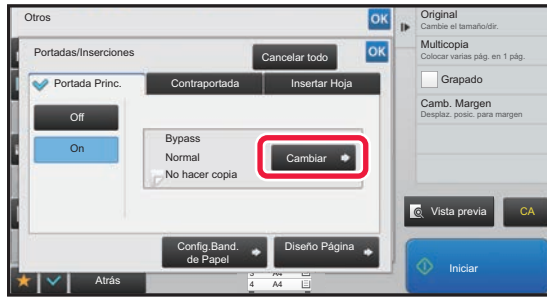 Otros
OK
Original
Cambie el tamaño/dir.
Multicopia
Colocar varias pág. en 1 pág.
Grapado
Camb. Margen
Desplaz. posic. para margen
Portadas/Inserciones
Cancelar todo
OK
Portada Princ.
Contraportada
Insertar Hoja
Off
On
Bypass
Normal
No hacer copia
Cambiar
Config.Band.
de Papel
Diseño Página
Vista previa
CA
Iniciar
Atrás
A4
4 A4